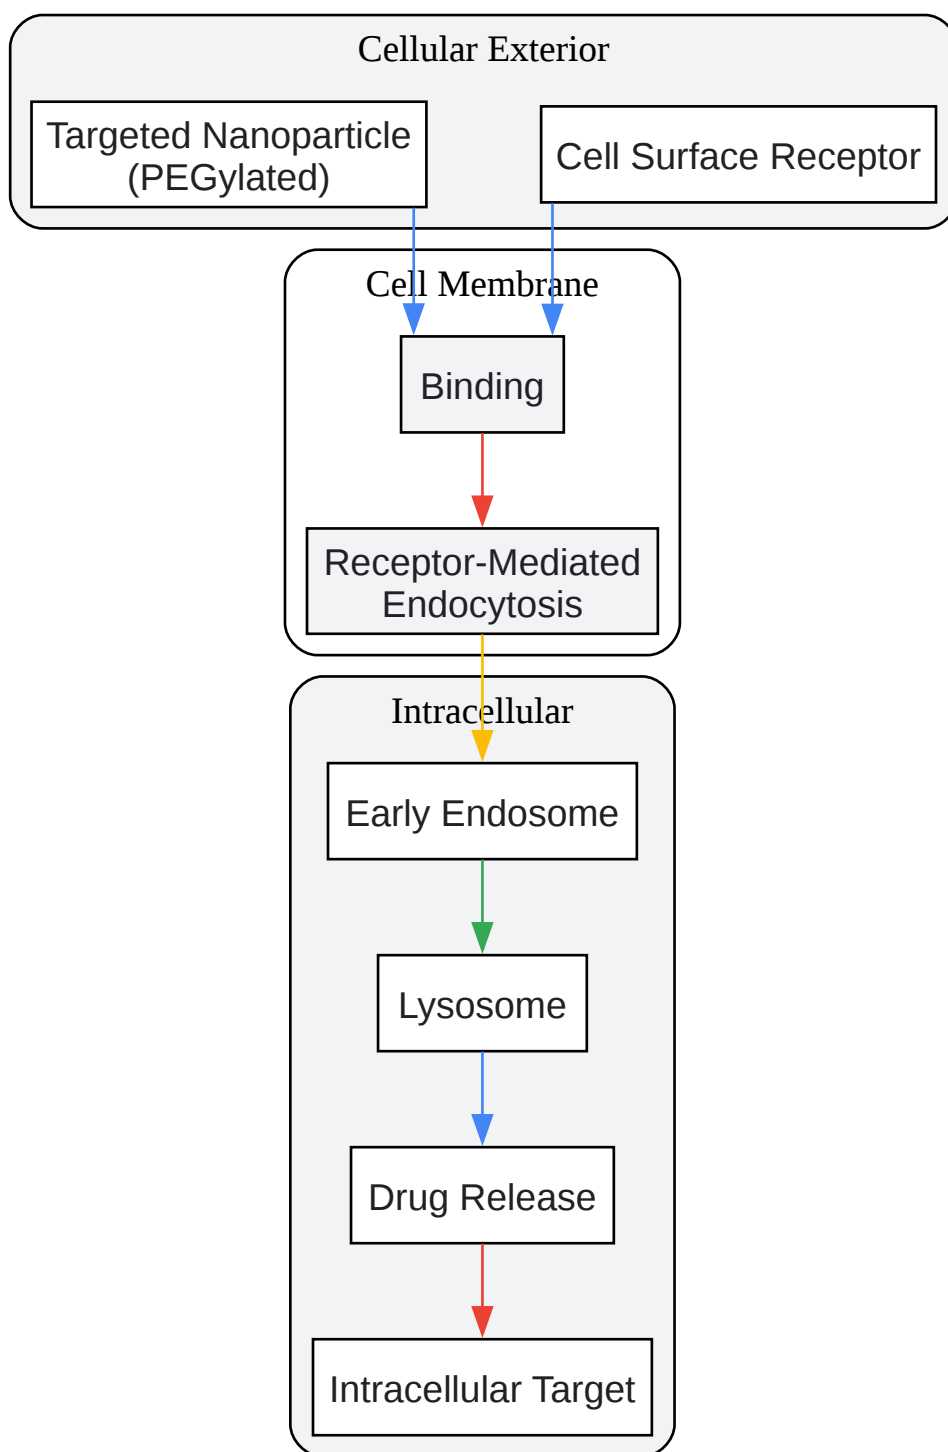 Cellular Exterior
Targeted Nanoparticle
(PEGylated)
Cell Surface Receptor
Cell Membrane
Binding
Receptor-Mediated
Endocytosis
Intracellular
Early Endosome
Lysosome
Drug Release
Intracellular Target